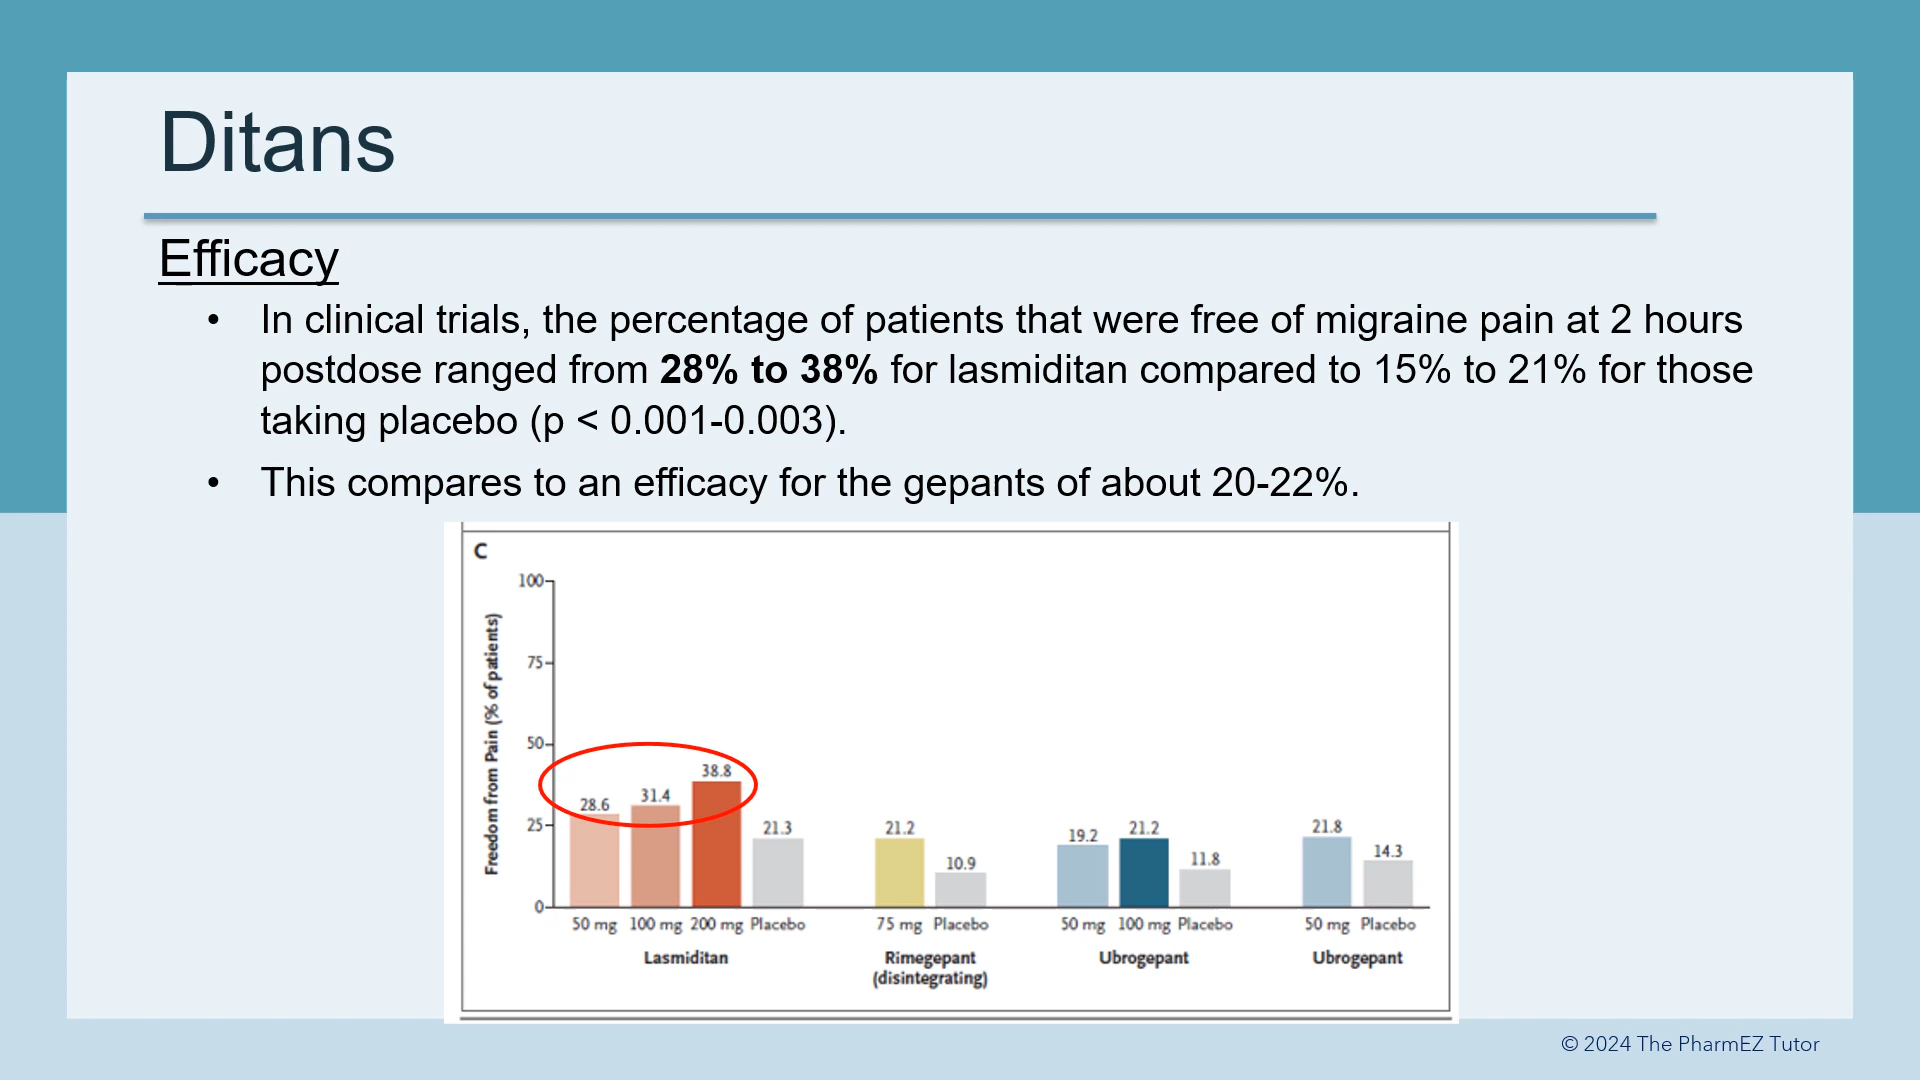 Ditans
Efficacy
• In clinical trials, the percentage of patients that were free of migraine pain at 2 hours
postdose ranged from 28% to 38% for lasmiditan compared to 15% to 21% for those
taking placebo (p < 0.001-0.003).
• This compares to an efficacy for the gepants of about 20-22%.
C
Freedom from Pain (% of patients)
100
75
50
25
0
28.6 31.4 38.8 21.3 21.2 10.9 19.2 21.2 11.8 21.8 14.3
50 mg 100 mg 200 mg Placebo 75 mg Placebo 50 mg 100 mg Placebo 50 mg Placebo
Lasmiditan Rimegepant Ubrogepant Ubrogepant
(disintegrating)
© 2024 The PharmEZ Tutor